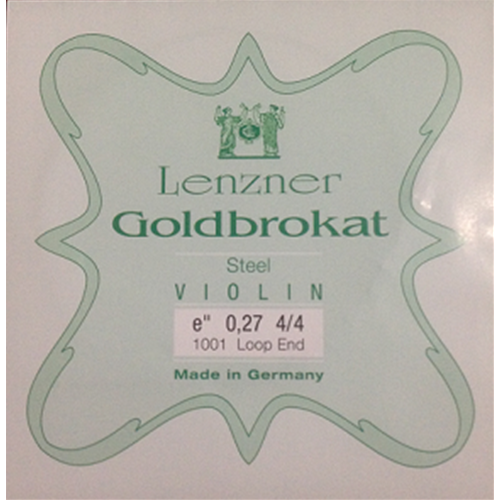 Lenzner
Goldbrokat
Steel
VIOLIN
e" 0,27 4/4
1001 Loop End
Made in Germany